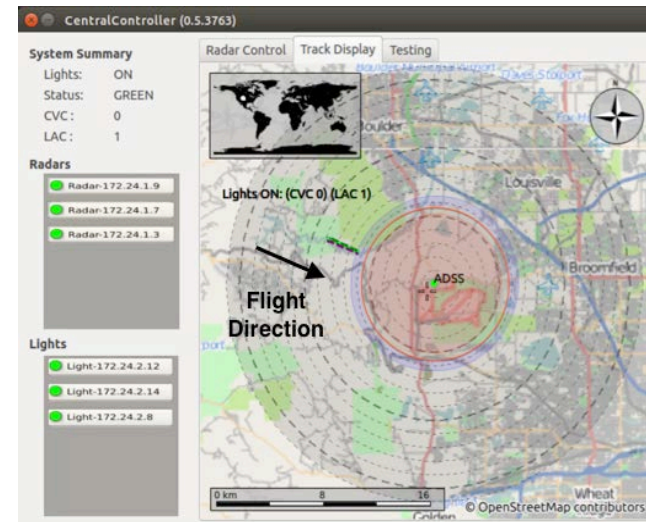 CentralController (0.5.3763)
System Summary
Lights: ON
Status: GREEN
CVC : 0
LAC : 1
Radars
Radar-172.24.1.9
Radar-172.24.1.7
Radar-172.24.1.3
Lights
Light-172.24.2.12
Light-172.24.2.14
Light-172.24.2.8
Radar Control Track Display Testing
Boulder
Louisville
Lights ON: (CVC 0) (LAC 1)
Broomfield
ADSS
Flight
Direction
port
0 km 8 16
Wheat
© OpenStreetMap contributors
Golden